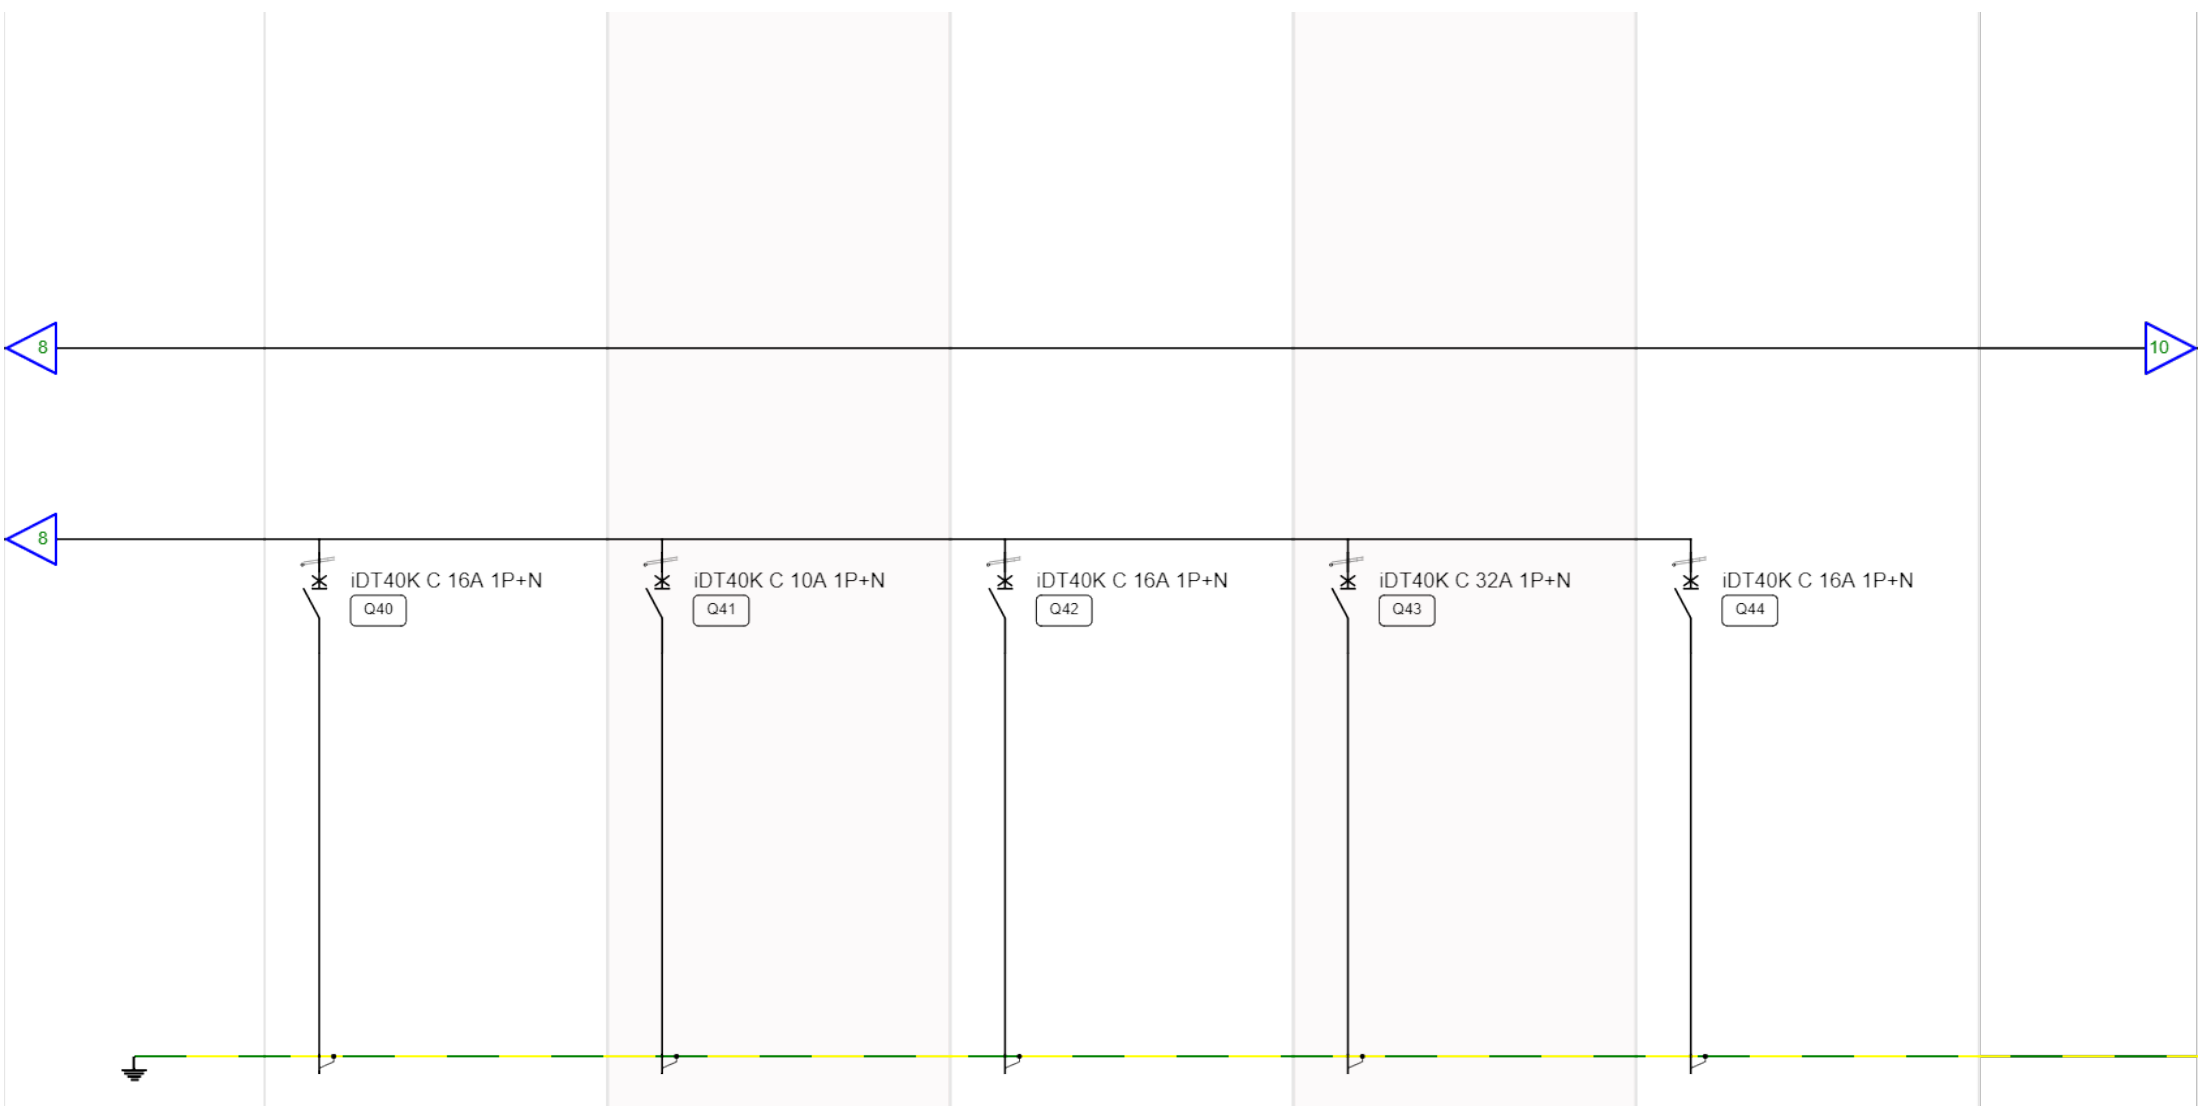 8
10
8
iDT40K C 16A 1P+N
Q40
iDT40K C 10A 1P+N
Q41
iDT40K C 16A 1P+N
Q42
iDT40K C 32A 1P+N
Q43
iDT40K C 16A 1P+N
Q44